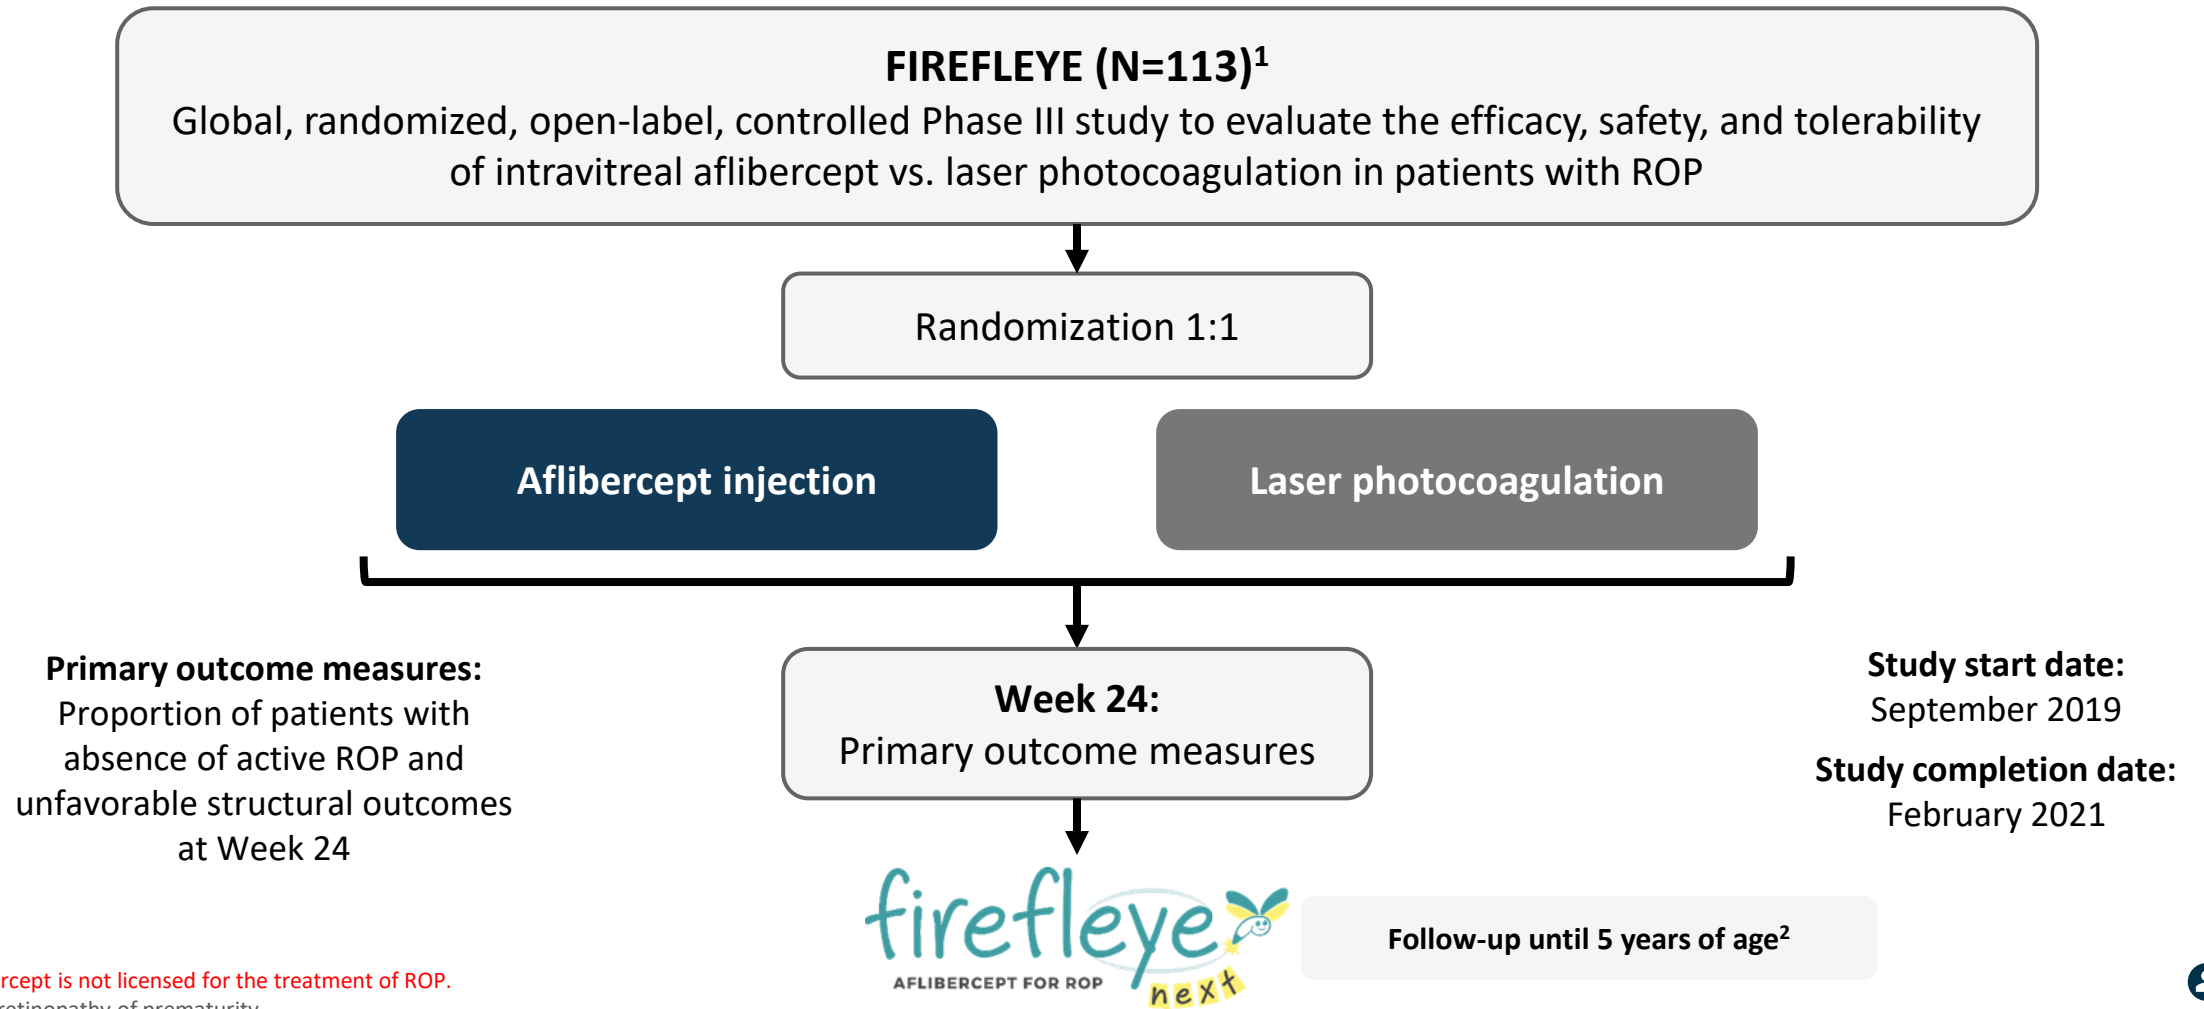 FIREFLEYE (N=113)1
Global, randomized, open-label, controlled Phase III study to evaluate the efficacy, safety, and tolerability
of intravitreal aflibercept vs. laser photocoagulation in patients with ROP
Randomization 1:1
Aflibercept injection
Laser photocoagulation
Primary outcome measures:
Proportion of patients with
absence of active ROP and
unfavorable structural outcomes
at Week 24
Week 24:
Primary outcome measures
Study start date:
September 2019
Study completion date:
February 2021
firefleye
AFLIBERCEPT FOR ROP
next
Follow-up until 5 years of age2
is not licensed for the treatment of ROP.
retinopathy of prematurity